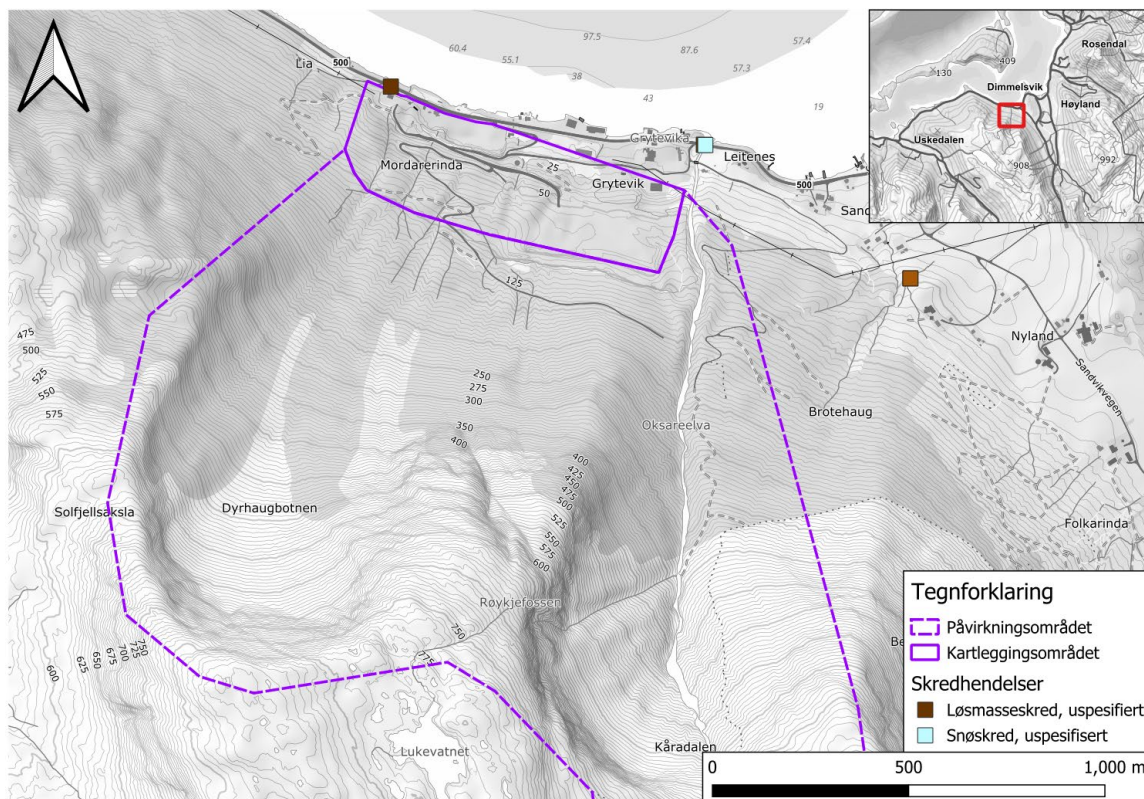 97.5
57.4
60.4
55.1
87.6
38
57.3
43
19
Lia
500
Grytevika
Leitenes
500
Sand
Mordarerinda
25
50
Grytevik
125
Nyland
Sandvikvegen
Brotehaug
Oksareelva
Folkarinda
475
500
525
550
575
250
275
300
350
400
400
425
450
475
500
525
550
575
600
Solfjellsaksla
Dyrhaugbotnen
Røykjefossen
750
775
750
725
700
675
650
625
600
Lukevatnet
Kåradalen
Be
Rosendal
409
130
Dimmelsvik
Høyland
Uskedalen
908
992
Tegnforklaring
Påvirkningsområdet
Kartleggingsområdet
Skredhendelser
Løsmasseskred, uspesifiert
Snøskred, uspesifisert
0 500 1,000 m